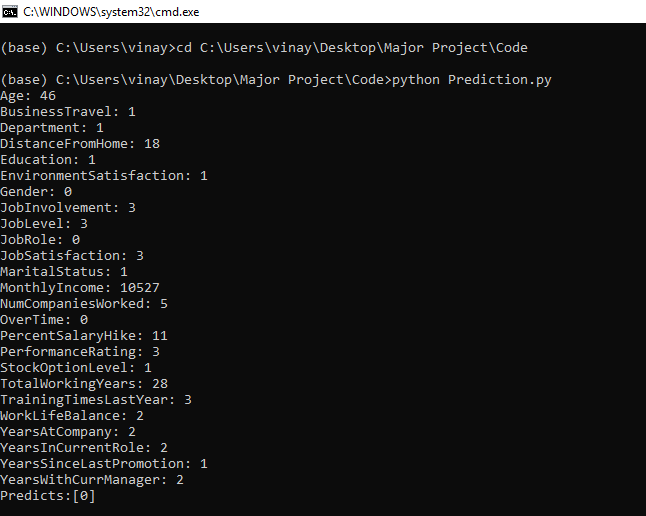 C:\WINDOWS\system32\cmd.exe
(base) C:\Users\vinay>cd C:\Users\vinay\Desktop\Major Project\Code
(base) C:\Users\vinay\Desktop\Major Project\Code>python Prediction.py
Age: 46
BusinessTravel: 1
Department: 1
DistanceFromHome: 18
Education: 1
EnvironmentSatisfaction: 1
Gender: 0
JobInvolvement: 3
JobLevel: 3
JobRole: 0
JobSatisfaction: 3
MaritalStatus: 1
MonthlyIncome: 10527
NumCompaniesWorked: 5
OverTime: 0
PercentSalaryHike: 11
PerformanceRating: 3
StockOptionLevel: 1
TotalWorkingYears: 28
TrainingTimesLastYear: 3
WorkLifeBalance: 2
YearsAtCompany: 2
YearsInCurrentRole: 2
YearsSinceLastPromotion: 1
YearsWithCurrManager: 2
Predicts:[0]